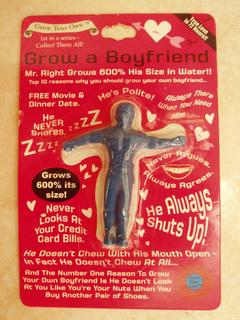 Grow Your Own™
1st in a series -
Collect Them All!
Grow a Boyfriend
Mr. Right Grows 600% His Size In Water!!
Top 10 reasons why you should grow your own boyfriend...
FREE Movie &
Dinner Date.
He's Polite!
Always There
When You Need
Him
He
NEVER
Snores.
ZZZZ
ZZZZ
Grows
600% its
size!
Never Argues.
Always Agrees.
Never
Looks At
Your Credit
Card Bills.
He Always
Shuts Up!
He Doesn't Chew With His Mouth Open -
In Fact He Doesn't Chew At All....
And The Number One Reason To Grow
Your Own Boyfriend Is He Doesn't Look
At You Like You're Your Nuts When You
Buy Another Pair of Shoes.